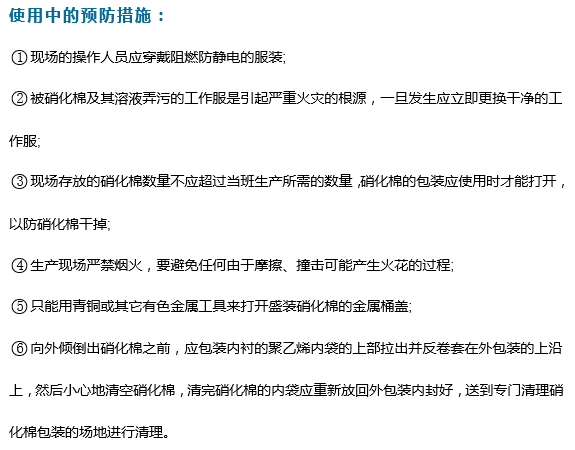 使用中的预防措施：
①现场的操作人员应穿戴阻燃防静电的服装;
②被硝化棉及其溶液弄污的工作服是引起严重火灾的根源，一旦发生应立即更换干净的工
作服;
③现场存放的硝化棉数量不应超过当班生产所需的数量,硝化棉的包装应使用时才能打开，
以防硝化棉干掉;
④生产现场严禁烟火，要避免任何由于摩擦、撞击可能产生火花的过程;
⑤只能用青铜或其它有色金属工具来打开盛装硝化棉的金属桶盖;
⑥向外倾倒出硝化棉之前，应包装内衬的聚乙烯内袋的上部拉出并反卷套在外包装的上沿
上，然后小心地清空硝化棉，清完硝化棉的内袋应重新放回外包装内封好，送到专门清理硝
化棉包装的场地进行清理。